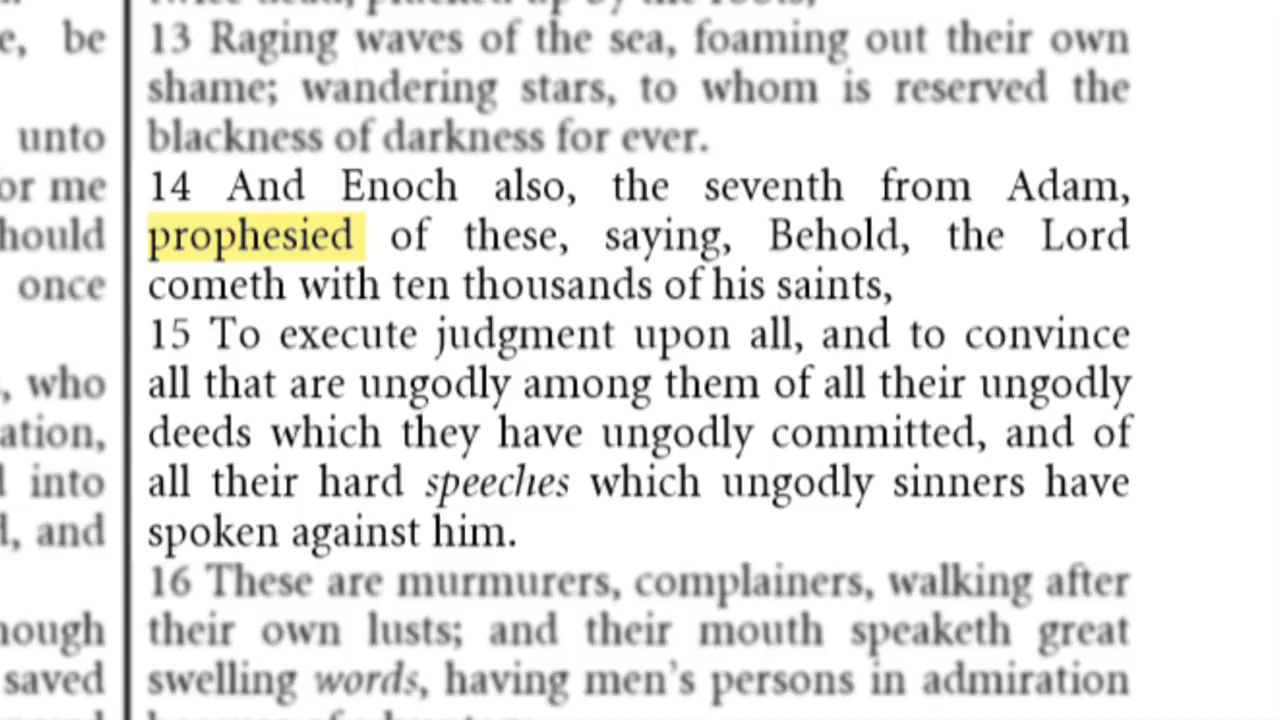 e, be
unto
or me
hould
once
, who
ation,
into
l, and
hough
saved
13 Raging waves of the sea, foaming out their own
shame; wandering stars, to whom is reserved the
blackness of darkness for ever.
14 And Enoch also, the seventh from Adam,
prophesied of these, saying, Behold, the Lord
cometh with ten thousands of his saints,
15 To execute judgment upon all, and to convince
all that are ungodly among them of all their ungodly
deeds which they have ungodly committed, and of
all their hard speeches which ungodly sinners have
spoken against him.
16 These are murmurers, complainers, walking after
their own lusts; and their mouth speaketh great
swelling words, having men's persons in admiration